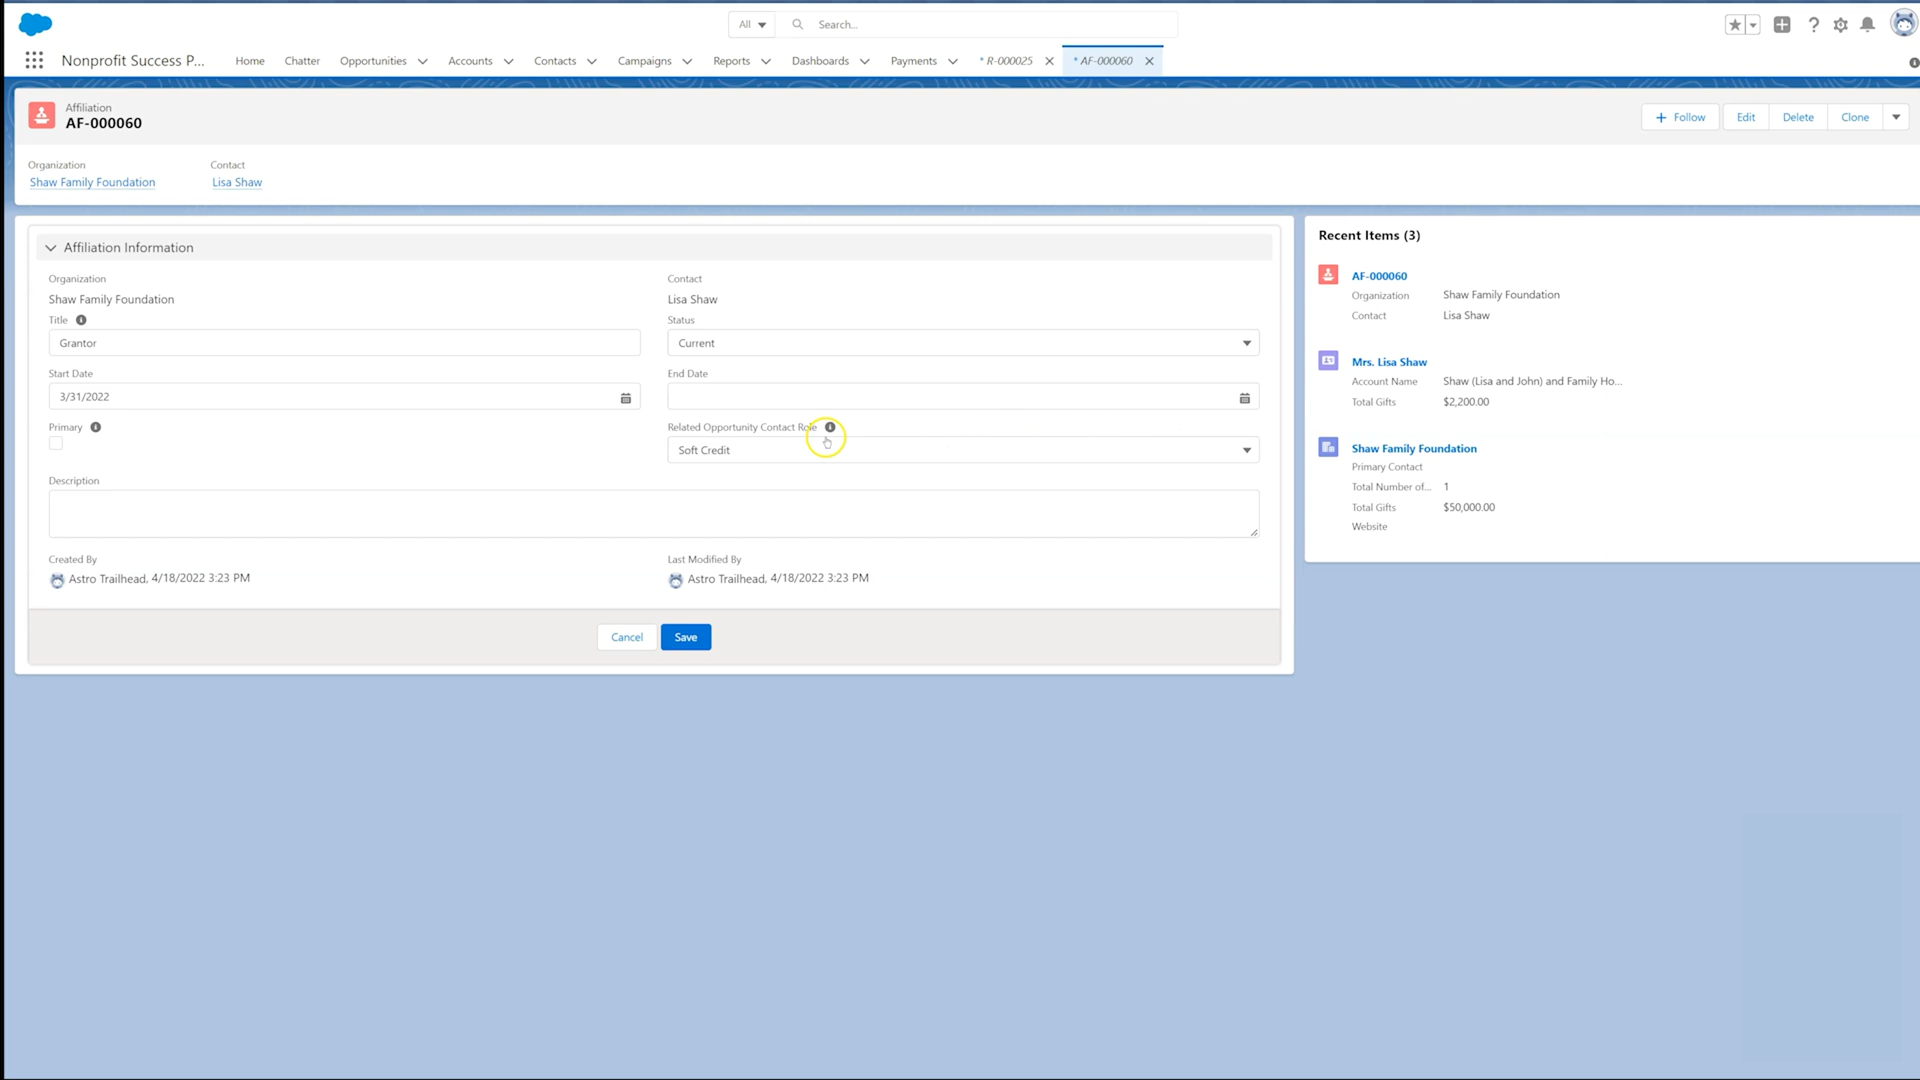 All
Search...
Nonprofit Success P...
Home
Chatter
Opportunities
Accounts
Contacts
Campaigns
Reports
Dashboards
Payments
* R-000025
* AF-000060
Affiliation
AF-000060
Follow
Edit
Delete
Clone
Organization
Contact
Shaw Family Foundation
Lisa Shaw
Affiliation Information
Organization
Shaw Family Foundation
Contact
Lisa Shaw
Title
Grantor
Status
Current
Start Date
3/31/2022
End Date
Primary
Related Opportunity Contact Role
Soft Credit
Description
Created By
Astro Trailhead, 4/18/2022 3:23 PM
Last Modified By
Astro Trailhead, 4/18/2022 3:23 PM
Cancel
Save
Recent Items (3)
AF-000060
Organization Shaw Family Foundation
Contact Lisa Shaw
Mrs. Lisa Shaw
Account Name Shaw (Lisa and John) and Family Ho...
Total Gifts $2,200.00
Shaw Family Foundation
Primary Contact
Total Number of... 1
Total Gifts $50,000.00
Website